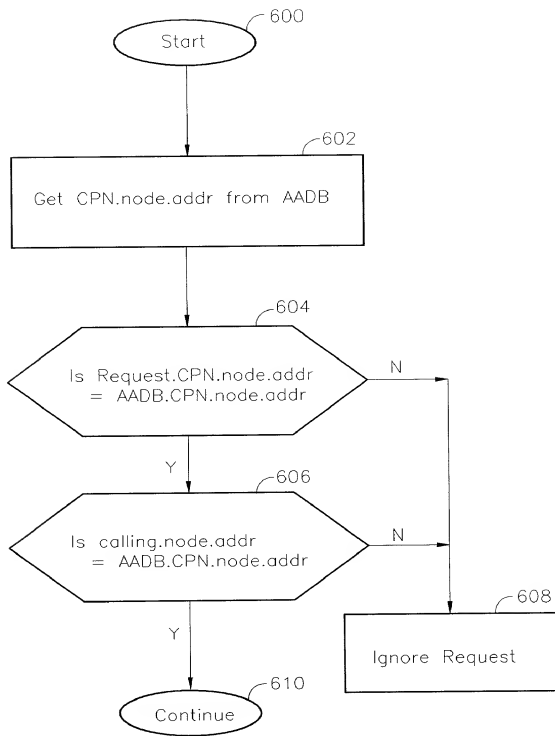 600
Start
602
Get CPN.node.addr from AADB
604
Is Request.CPN.node.addr
= AADB.CPN.node.addr
N
Y
606
Is calling.node.addr
= AADB.CPN.node.addr
N
Y
608
Ignore Request
610
Continue